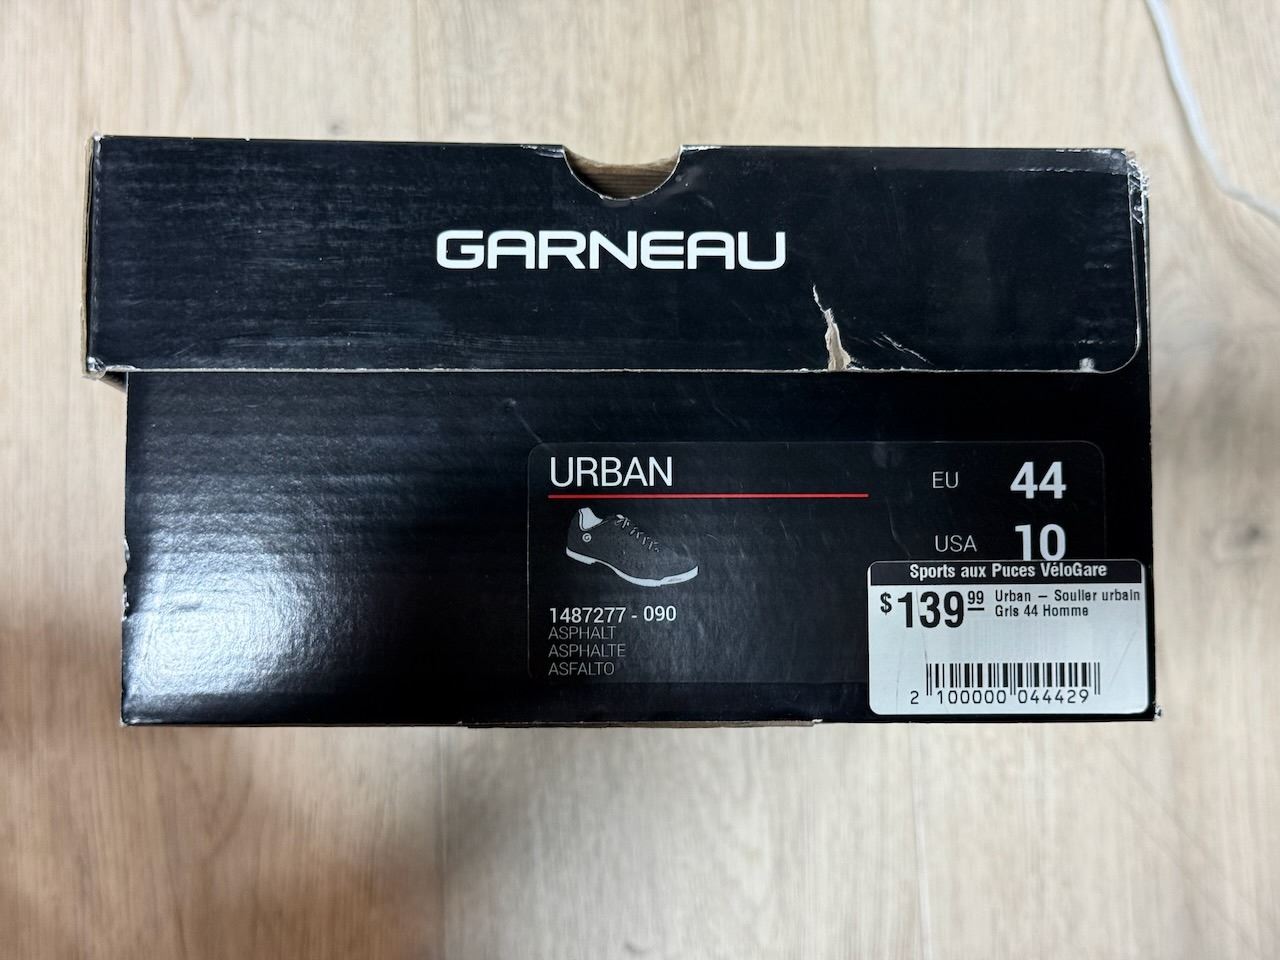 GARNEAU
URBAN
EU 44
USA 10
1487277 - 090
ASPHALT
ASPHALTE
ASFALTO
Sports aux Puces VéloGare
$139.99 Urban — Soulier urbain
Gris 44 Homme
2 100000 044429